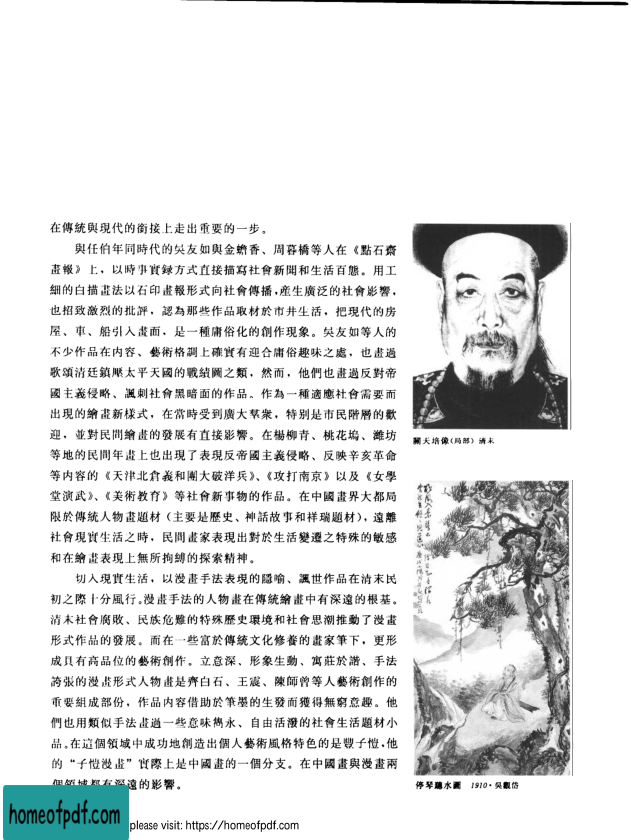 在傳統與現代的銜接上走出重要的一步。
與任伯年同時代的吳友如與金蟾香、周暮橋等人在《點石齋
畫報》上，以時事實録方式直接描寫社會新聞和生活百態。用工
細的白描畫法以石印畫報形式向社會傳播，産生廣泛的社會影響，
也招致激烈的批評，認為那些作品取材於市井生活，把現代的房
屋、車、船引入畫面，是一種庸俗化的創作現象。吳友如等人的
不少作品在内容、藝術格調上確實有迎合庸俗趣味之處，也畫過
歌頌清廷鎮壓太平天國的戰績圖之類，然而，他們也畫過反對帝
國主義侵略、諷刺社會黑暗面的作品。作為一種適應社會需要而
出現的繪畫新樣式，在當時受到廣大羣衆，特别是市民階層的歡
迎，並對民間繪畫的發展有直接影響。在楊柳青、桃花塢、濰坊
等地的民間年畫上也出現了表現反帝國主義侵略、反映辛亥革命
等内容的《天津北倉義和團大破洋兵》、《攻打南京》以及《女學
堂演武》、《美術教育》等社會新事物的作品。在中國畫界大都局
限於傳統人物畫題材（主要是歷史、神話故事和祥瑞題材），遠離
社會現實生活之時，民間畫家表現出對於生活變遷之特殊的敏感
和在繪畫表現上無所拘縛的探索精神。
切入現實生活，以漫畫手法表現的隱喻、諷世作品在清末民
初之際十分風行。漫畫手法的人物畫在傳統繪畫中有深遠的根基。
清末社會腐敗、民族危難的特殊歷史環境和社會思潮推動了漫畫
形式作品的發展。而在一些富於傳統文化修養的畫家筆下，更形
成具有高品位的藝術創作。立意深、形象生動、寓莊於諧、手法
誇張的漫畫形式人物畫是齊白石、王震、陳師曾等人藝術創作的
重要組成部份，作品内容借助於筆墨的生發而獲得無窮意趣。他
們也用類似手法畫過一些意味雋永、自由活潑的社會生活題材小
品。在這個領域中成功地創造出個人藝術風格特色的是豐子愷，他
的“子愷漫畫”實際上是中國畫的一個分支。在中國畫與漫畫兩
個領域都有深遠的影響。
關天培像（局部） 清末
停琴聽水圖 1910·吳觀岱
homeofpdf.com
please visit: https://homeofpdf.com